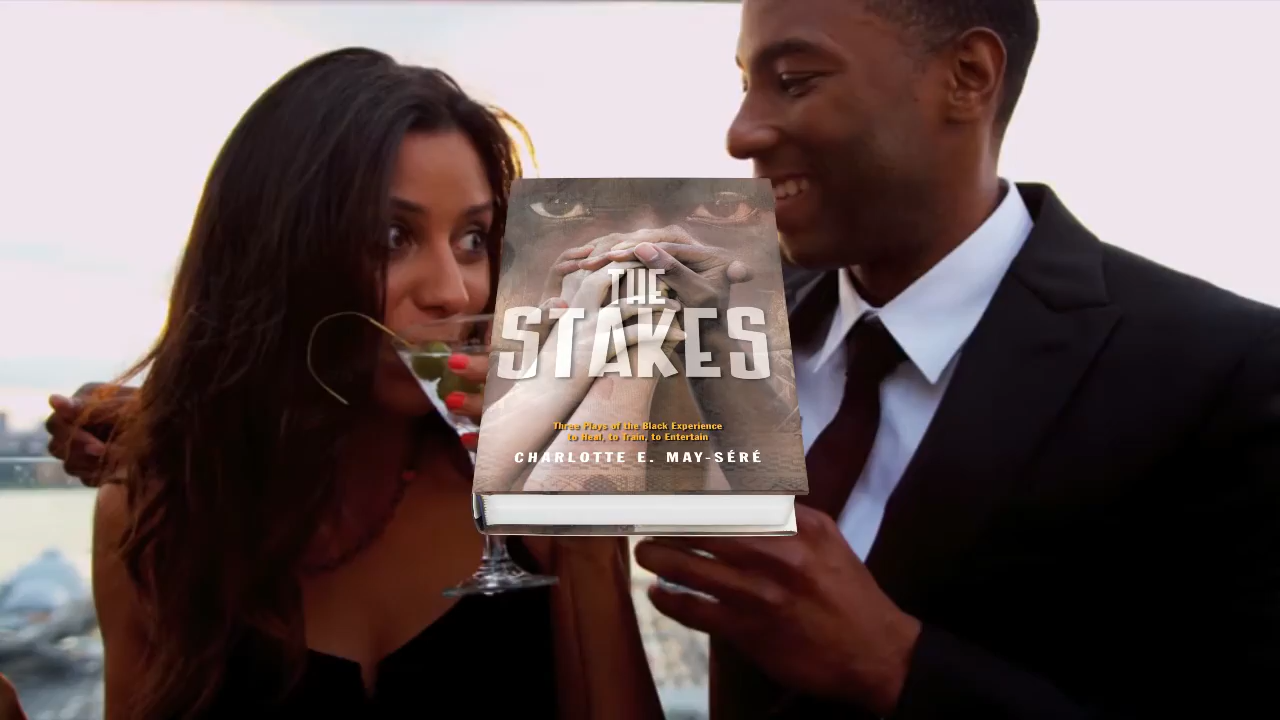 THE
STAKES
Three Plays of the Black Experience
to Heal, to Train, to Entertain
CHARLOTTE E. MAY-SÉRÉ